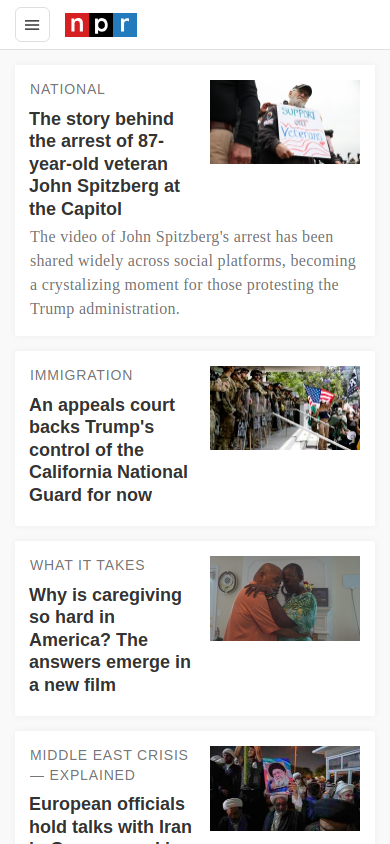 npr
NATIONAL
The story behind
the arrest of 87-
year-old veteran
John Spitzberg at
the Capitol
SUPPORT
our
Veterans
The video of John Spitzberg's arrest has been
shared widely across social platforms, becoming
a crystalizing moment for those protesting the
Trump administration.
IMMIGRATION
An appeals court
backs Trump's
control of the
California National
Guard for now
WHAT IT TAKES
Why is caregiving
so hard in
America? The
answers emerge in
a new film
MIDDLE EAST CRISIS
— EXPLAINED
European officials
hold talks with Iran